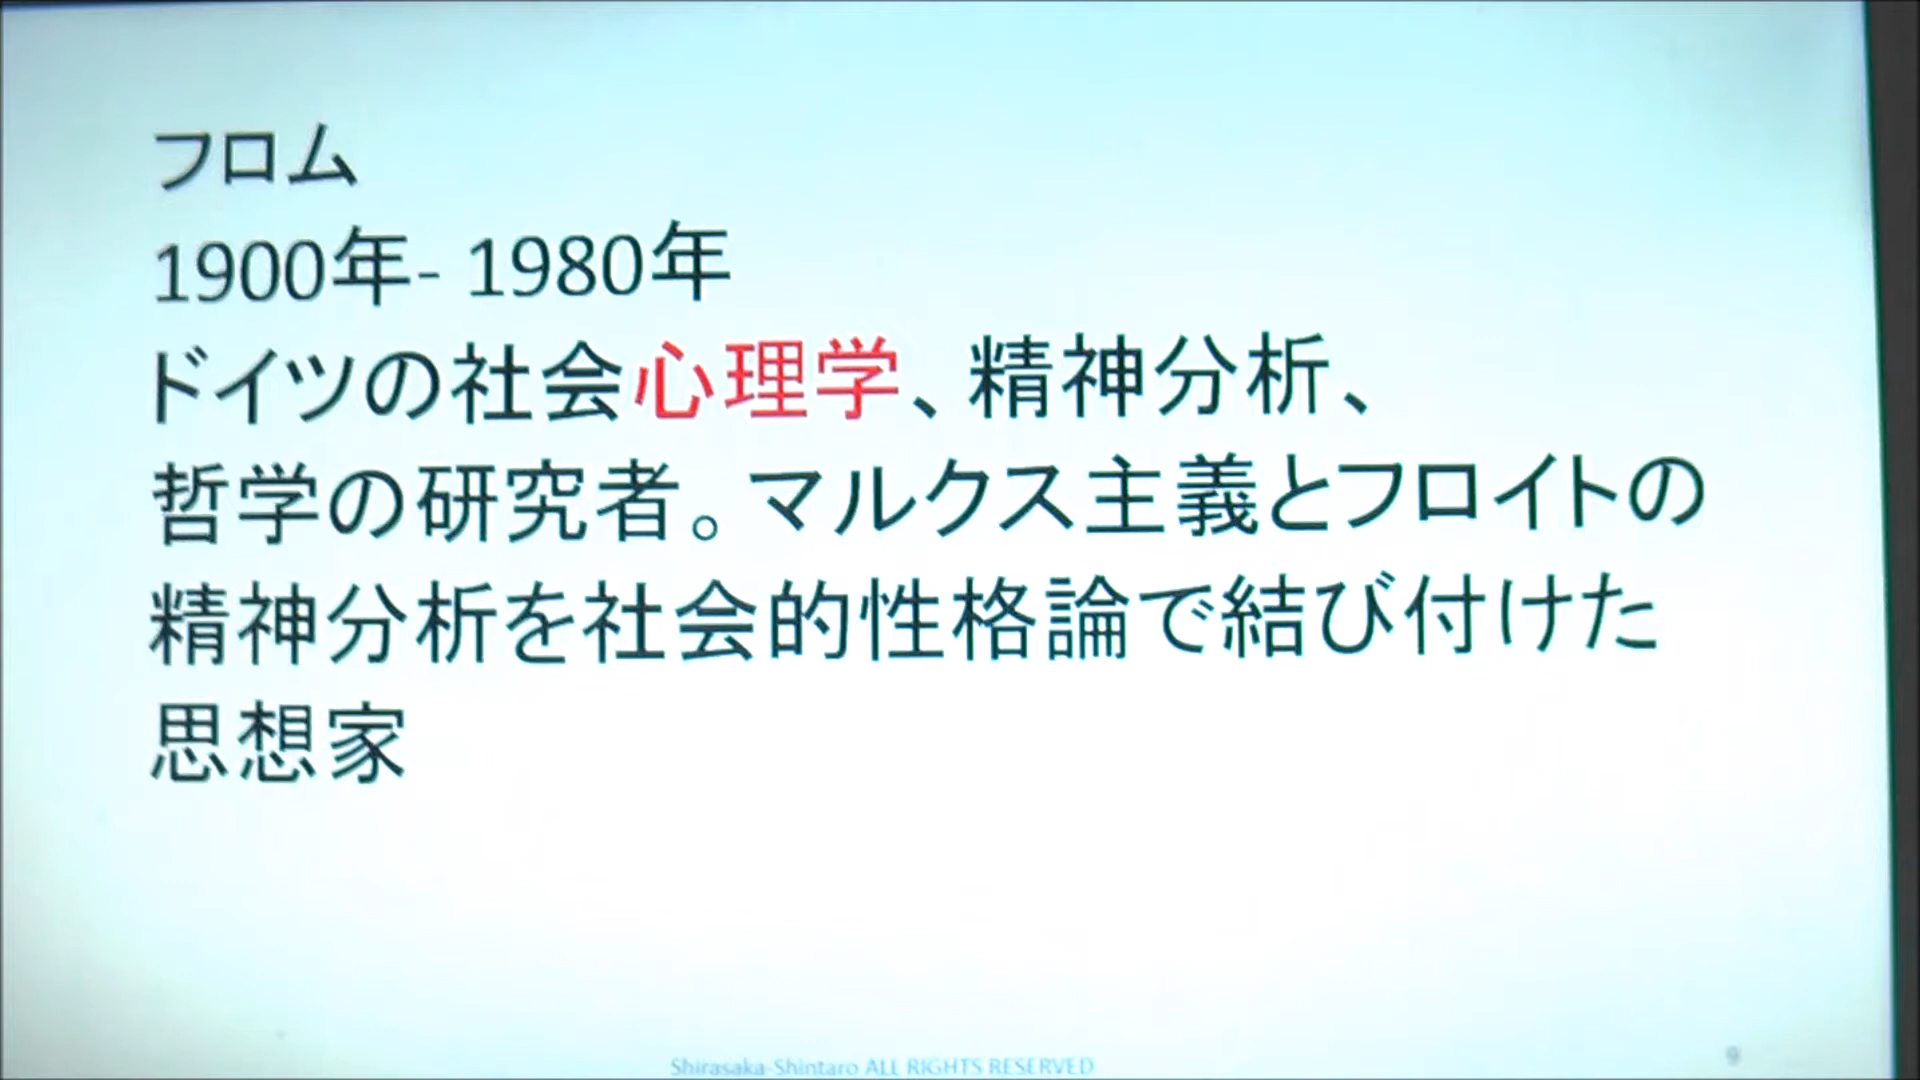 フロム
1900年- 1980年
ドイツの社会心理学、精神分析、
哲学の研究者。マルクス主義とフロイトの
精神分析を社会的性格論で結び付けた
思想家
Shirasaka-Shintaro ALL RIGHTS RESERVED
9